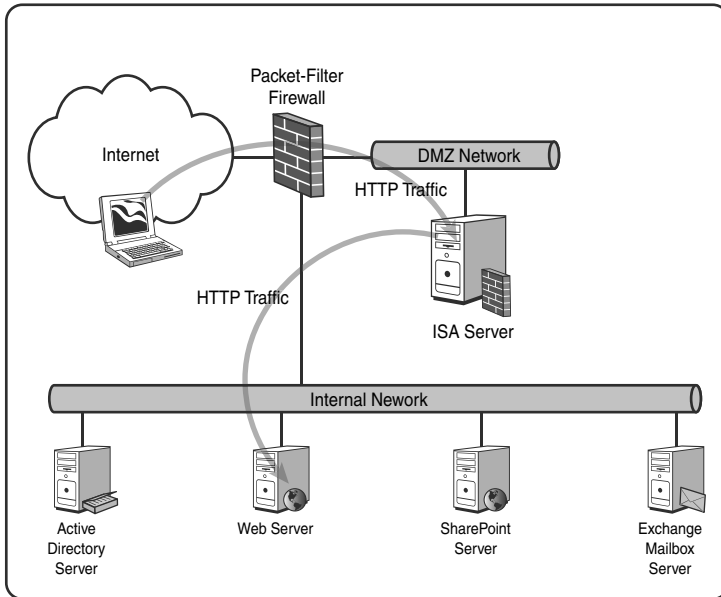 Packet-Filter
Firewall
Internet
DMZ Network
HTTP Traffic
HTTP Traffic
ISA Server
Internal Nework
Active
Directory
Server
Web Server
SharePoint
Server
Exchange
Mailbox
Server